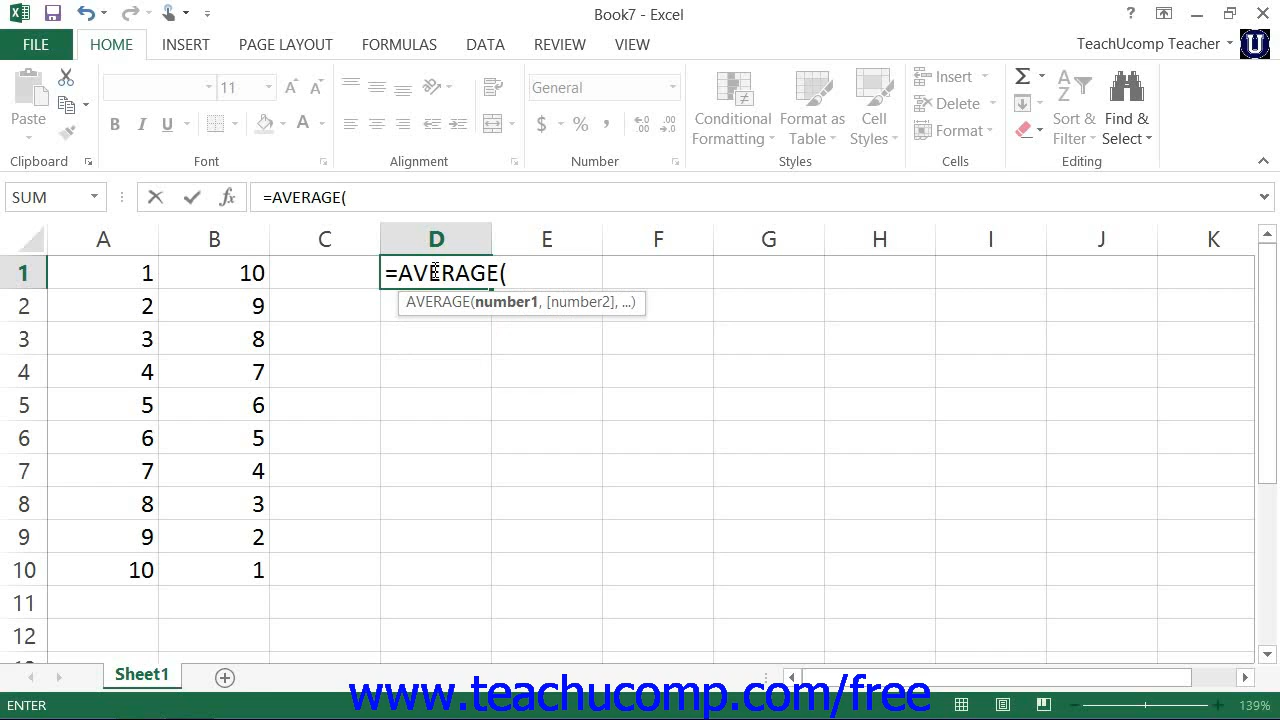 Book7 - Excel
?
FILE HOME INSERT PAGE LAYOUT FORMULAS DATA REVIEW VIEW TeachUcomp Teacher U
Paste
Clipboard
11
B I U A
Font
Alignment
General
$ % ,
Number
Conditional Formatting
Format as Table
Cell Styles
Styles
Insert
Delete
Format
Cells
Σ
Sort & Filter
Find & Select
Editing
SUM fx =AVERAGE(
A B C D E F G H I J K
1 1 10 =AVERAGE(
AVERAGE(number1, [number2], ...)
2 2 9
3 3 8
4 4 7
5 5 6
6 6 5
7 7 4
8 8 3
9 9 2
10 10 1
11
12
Sheet1
www.teachucomp.com/free
ENTER 139%